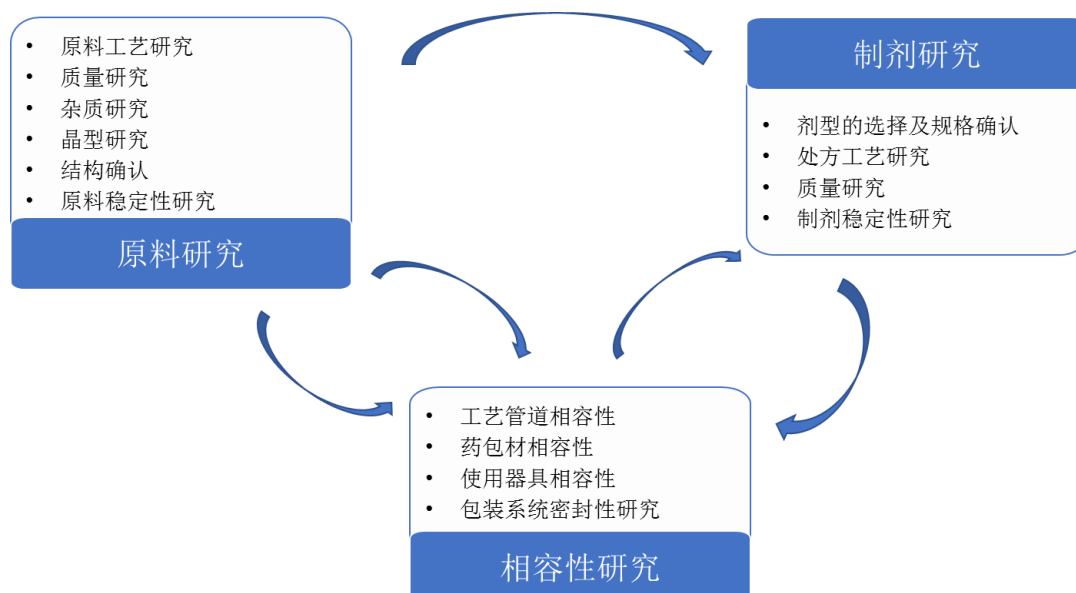 原料工艺研究
质量研究
杂质研究
晶型研究
结构确认
原料稳定性研究
原料研究
制剂研究
剂型的选择及规格确认
处方工艺研究
质量研究
制剂稳定性研究
工艺管道相容性
药包材相容性
使用器具相容性
包装系统密封性研究
相容性研究